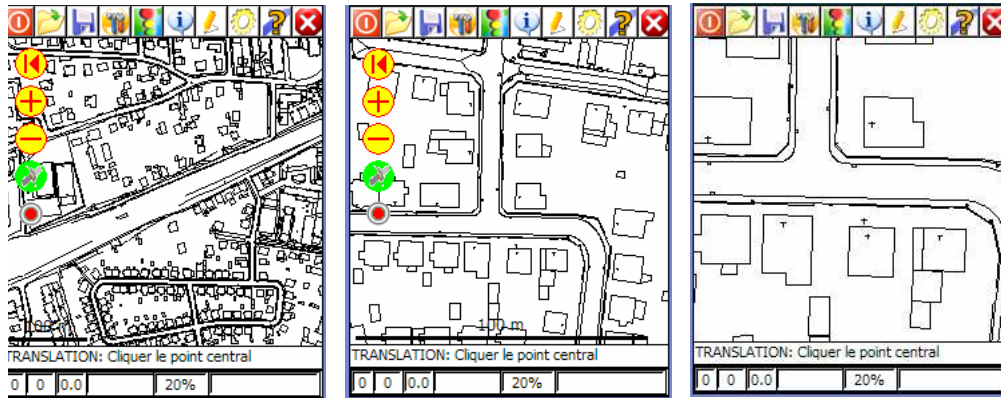 100 m
TRANSLATION: Cliquer le point central
0 0 0.0 20%
100 m
TRANSLATION: Cliquer le point central
0 0 0.0 20%
TRANSLATION: Cliquer le point central
0 0 0.0 20%